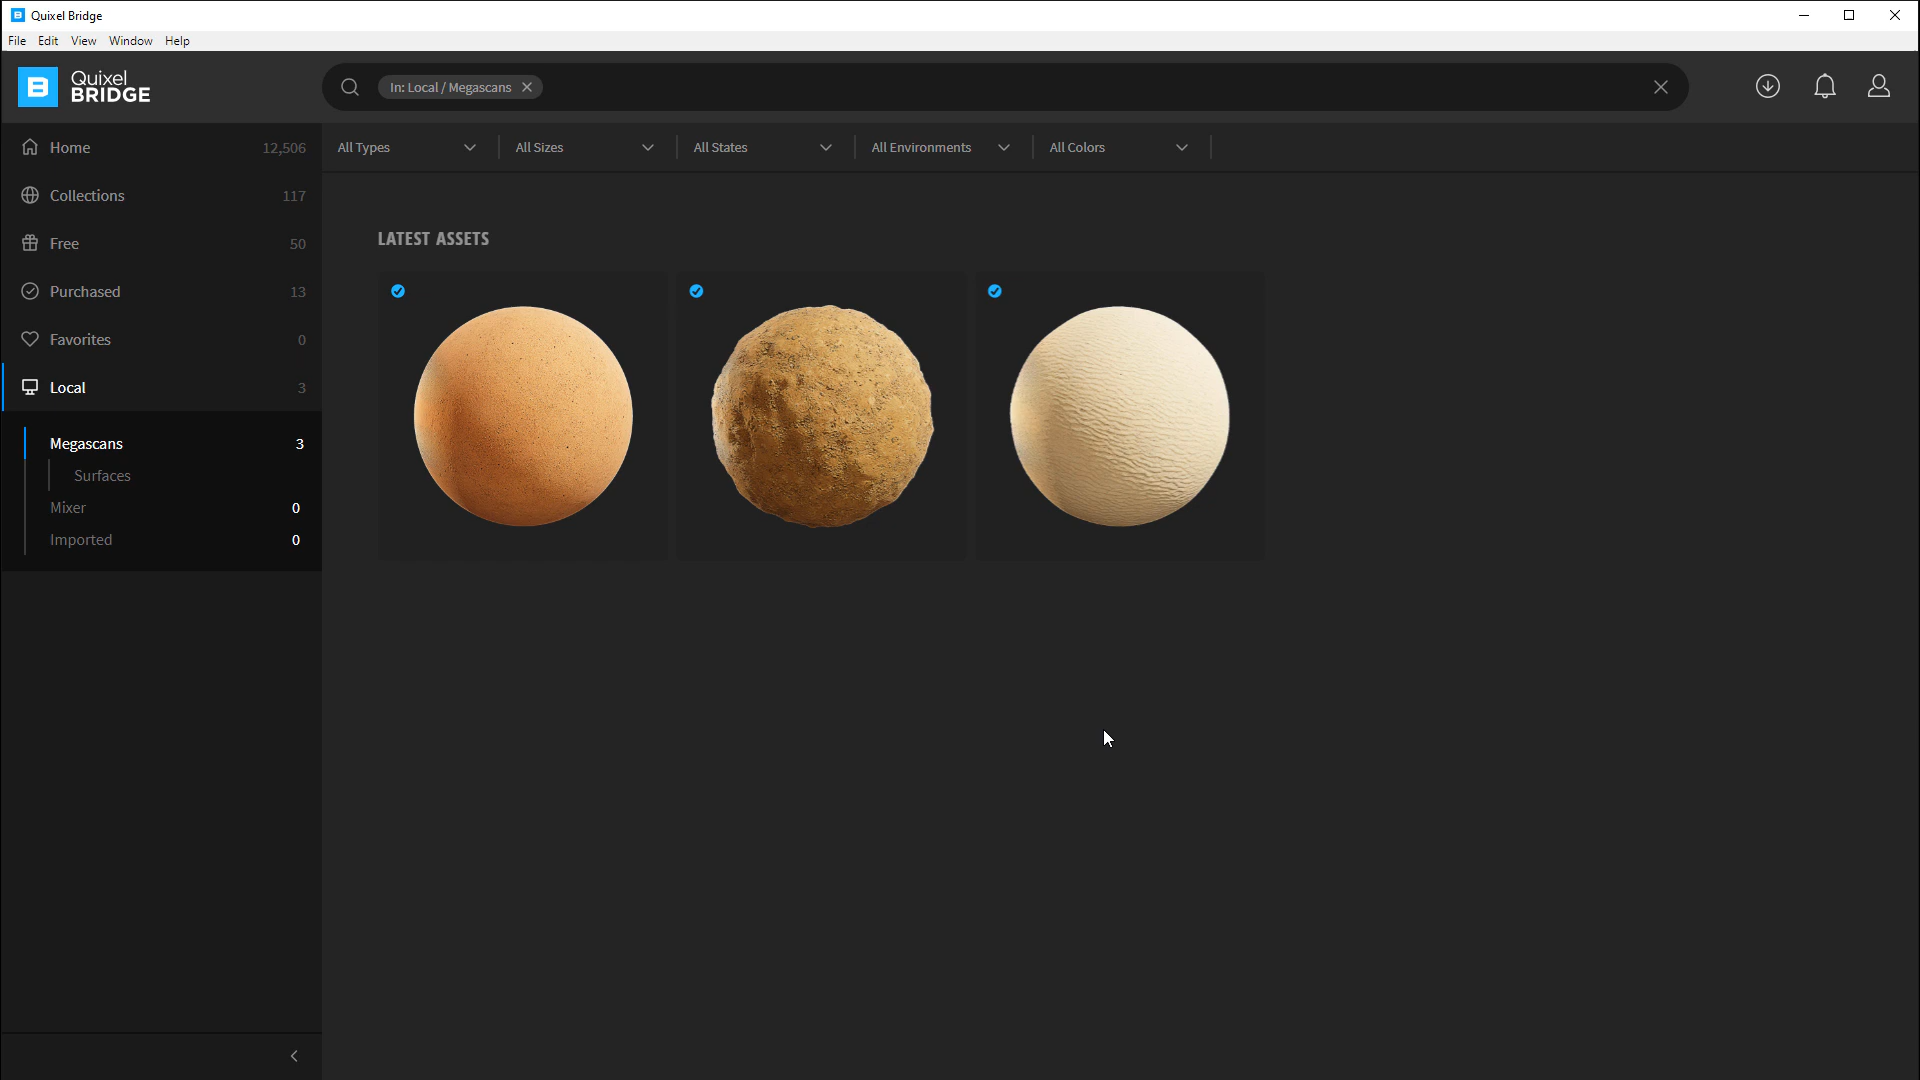 Quixel Bridge
File Edit View Window Help
Quixel
BRIDGE
In: Local / Megascans
Home 12,506
Collections 117
Free 50
Purchased 13
Favorites 0
Local 3
Megascans 3
Surfaces
Mixer 0
Imported 0
All Types All Sizes All States All Environments All Colors
LATEST ASSETS